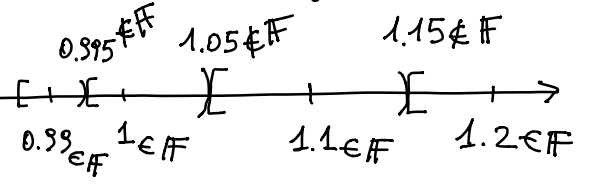 0.995 ∉ 𝔽 1.05 ∉ 𝔽 1.15 ∉ 𝔽
0.99 ∈ 𝔽 1 ∈ 𝔽 1.1 ∈ 𝔽 1.2 ∈ 𝔽